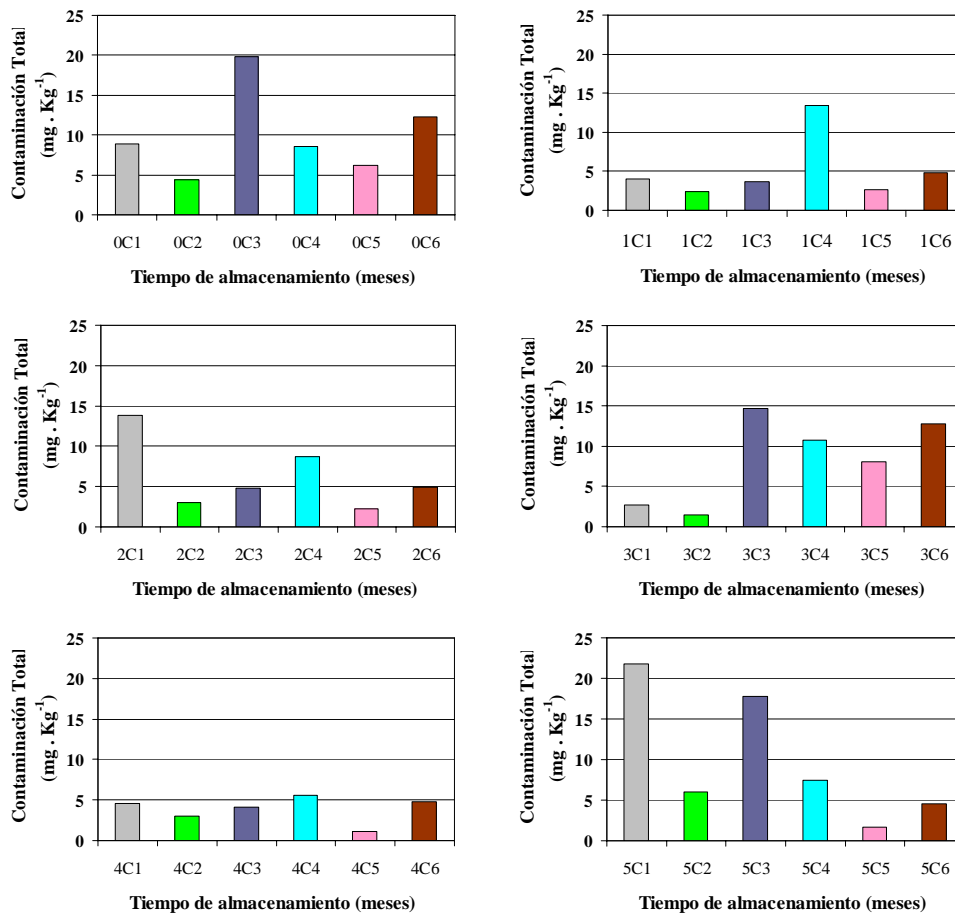 Contaminación Total
(mg . Kg-1)
25
20
15
10
5
0
0C1 0C2 0C3 0C4 0C5 0C6
Tiempo de almacenamiento (meses)
Contaminación Total
(mg . Kg-1)
25
20
15
10
5
0
1C1 1C2 1C3 1C4 1C5 1C6
Tiempo de almacenamiento (meses)
Contaminación Total
(mg . Kg-1)
25
20
15
10
5
0
2C1 2C2 2C3 2C4 2C5 2C6
Tiempo de almacenamiento (meses)
Contaminación Total
(mg . Kg-1)
25
20
15
10
5
0
3C1 3C2 3C3 3C4 3C5 3C6
Tiempo de almacenamiento (meses)
Contaminación Total
(mg . Kg-1)
25
20
15
10
5
0
4C1 4C2 4C3 4C4 4C5 4C6
Tiempo de almacenamiento (meses)
Contaminación Total
(mg . Kg-1)
25
20
15
10
5
0
5C1 5C2 5C3 5C4 5C5 5C6
Tiempo de almacenamiento (meses)